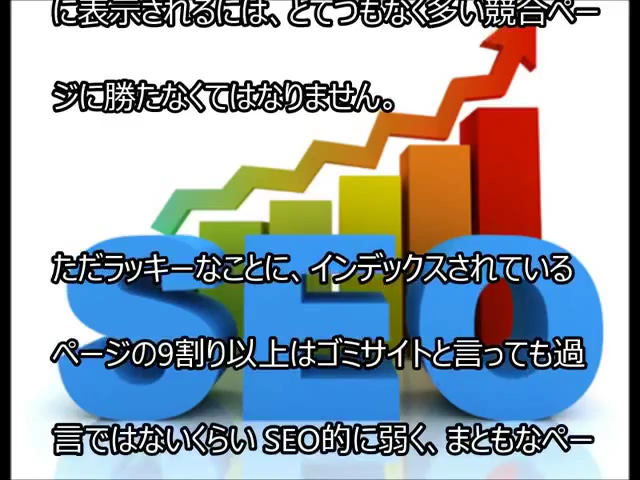 に表示されるには、とてつもなく多い競合ペー
ジに勝たなくてはなりません。
ただラッキーなことに、インデックスされている
ページの9割り以上はゴミサイトと言っても過
言ではないくらい SEO的に弱く、まともなペー
SEO